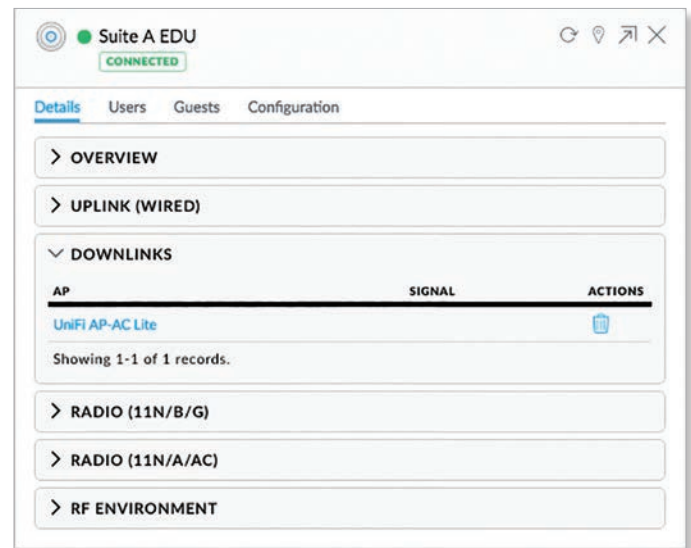 Suite A EDU
CONNECTED
Details Users Guests Configuration
OVERVIEW
UPLINK (WIRED)
DOWNLINKS
AP SIGNAL ACTIONS
UniFi AP-AC Lite
Showing 1-1 of 1 records.
RADIO (11N/B/G)
RADIO (11N/A/AC)
RF ENVIRONMENT